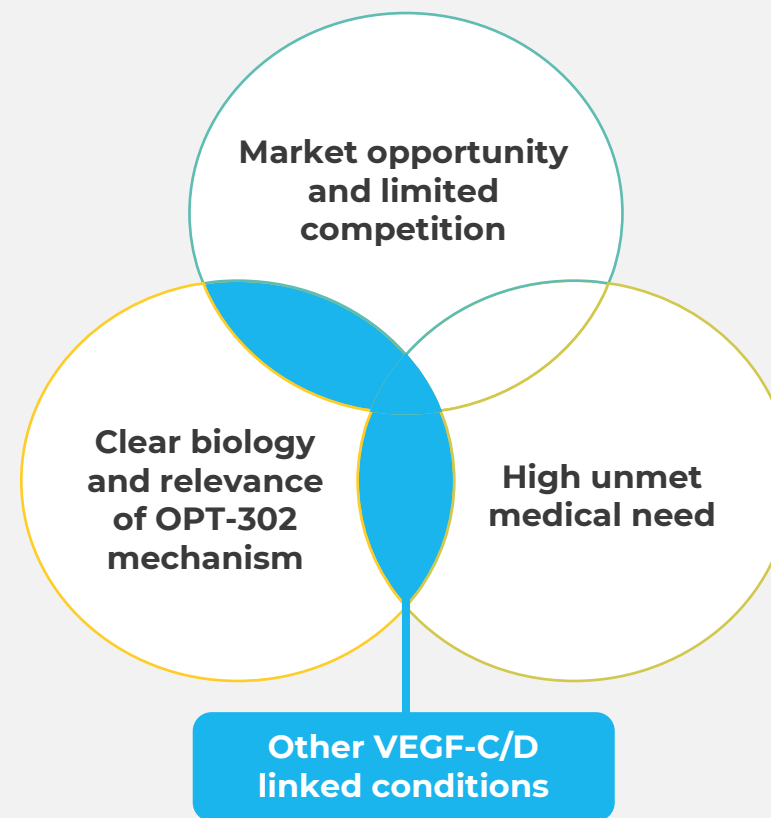 Market opportunity
and limited
competition
Clear biology
and relevance
of OPT-302
mechanism
High unmet
medical need
Other VEGF-C/D
linked conditions